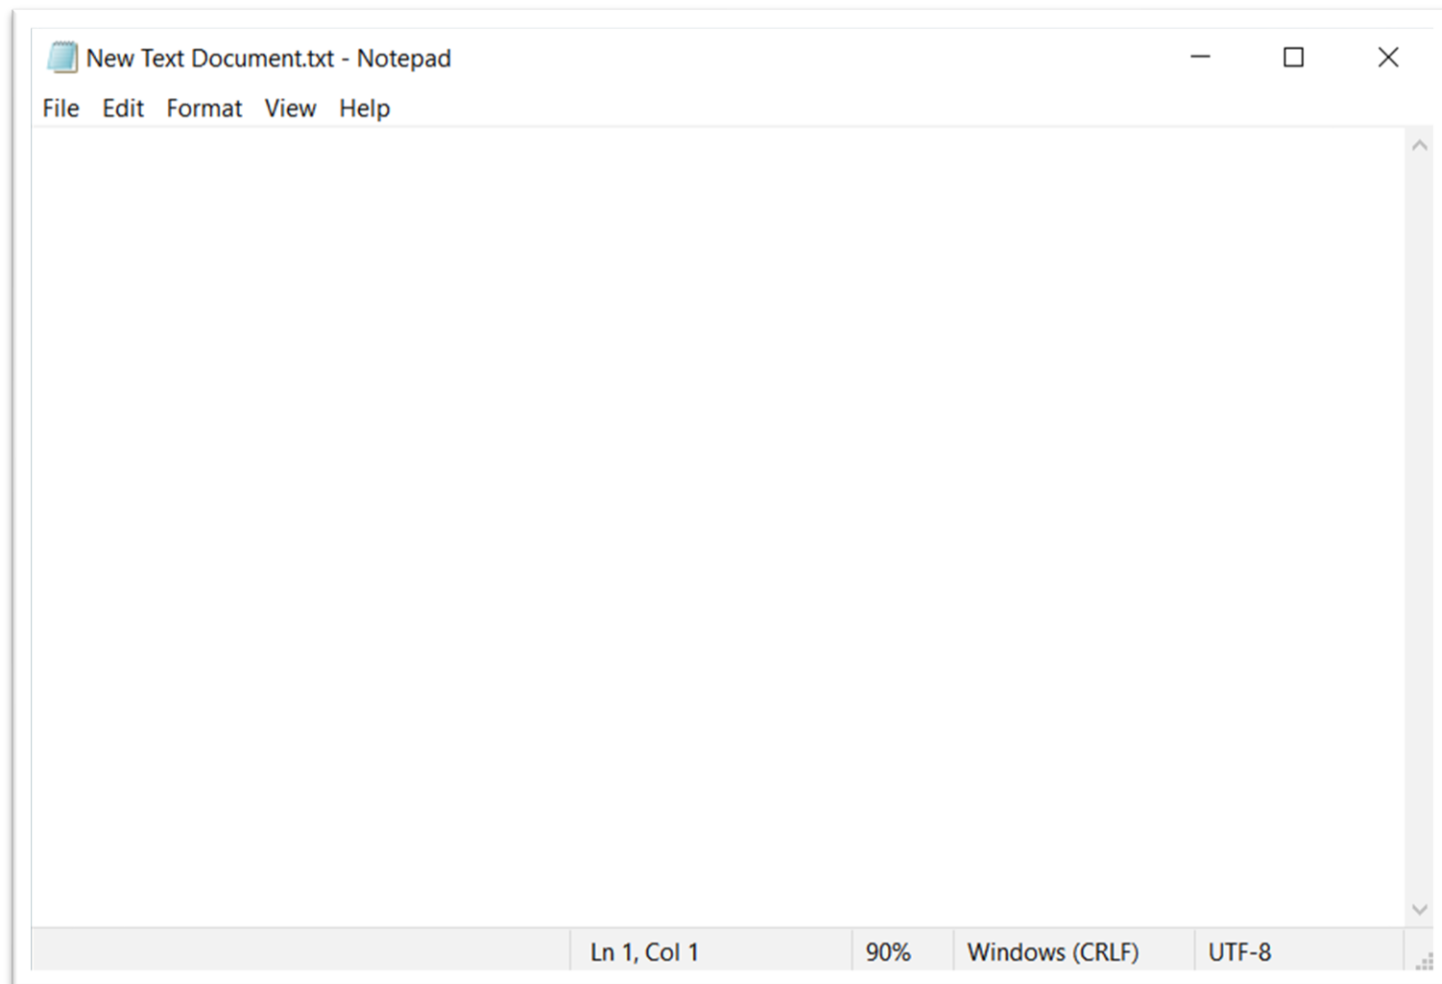 New Text Document.txt - Notepad
File Edit Format View Help
Ln 1, Col 1 90% Windows (CRLF) UTF-8